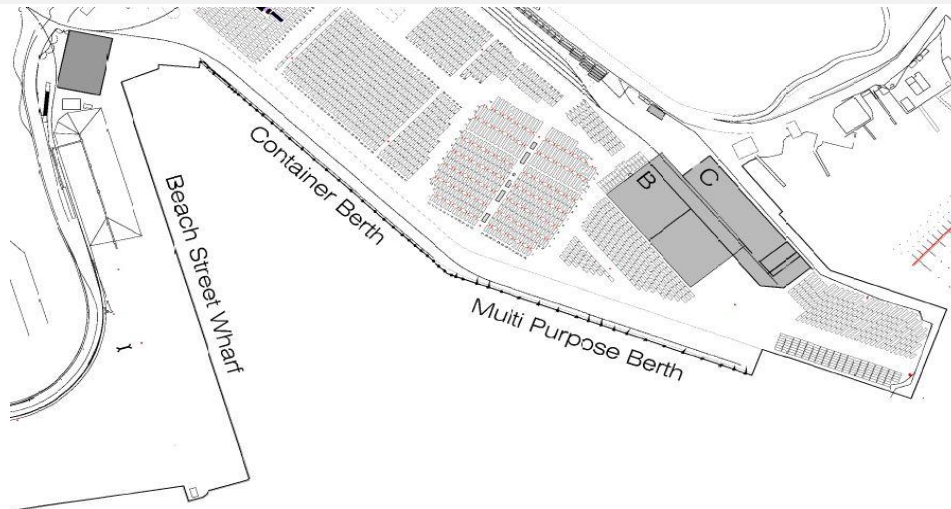 Container Berth
B
C
Beach Street Wharf
Multi Purpose Berth